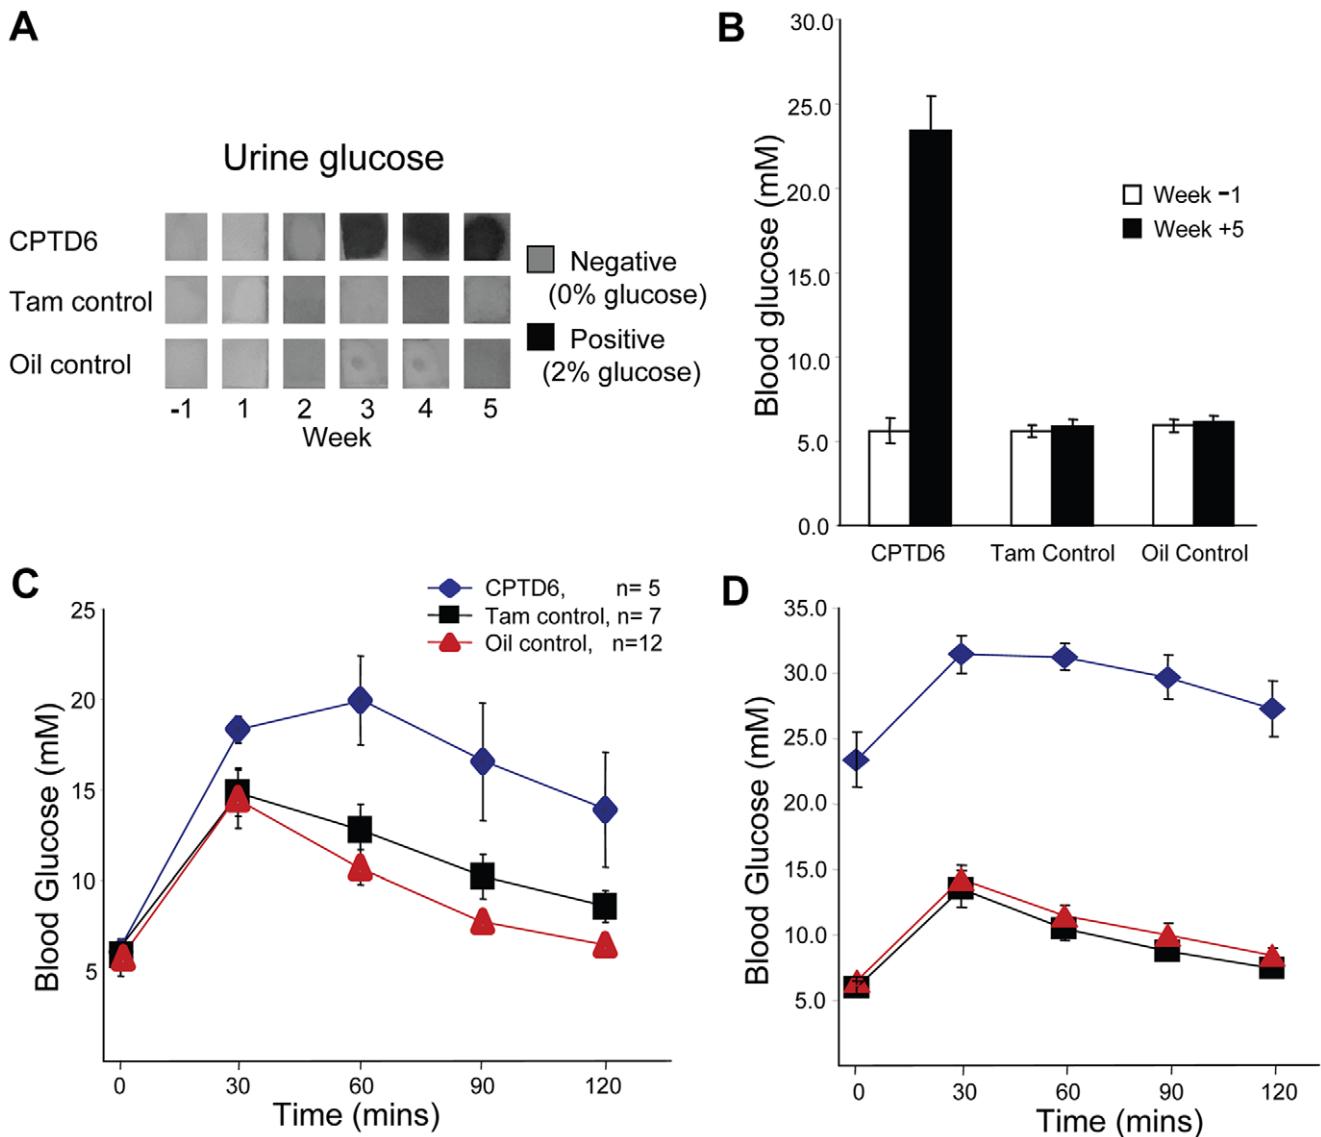 A
Urine glucose
CPTD6
Tam control
Oil control
-1 1 2 3 4 5
Week
Negative
(0% glucose)
Positive
(2% glucose)
B
30.0
25.0
20.0
15.0
10.0
5.0
0.0
Blood glucose (mM)
Week -1
Week +5
CPTD6 Tam Control Oil Control
C
CPTD6, n= 5
Tam control, n= 7
Oil control, n=12
25
20
15
10
5
Blood Glucose (mM)
0 30 60 90 120
Time (mins)
D
35.0
30.0
25.0
20.0
15.0
10.0
5.0
Blood Glucose (mM)
0 30 60 90 120
Time (mins)